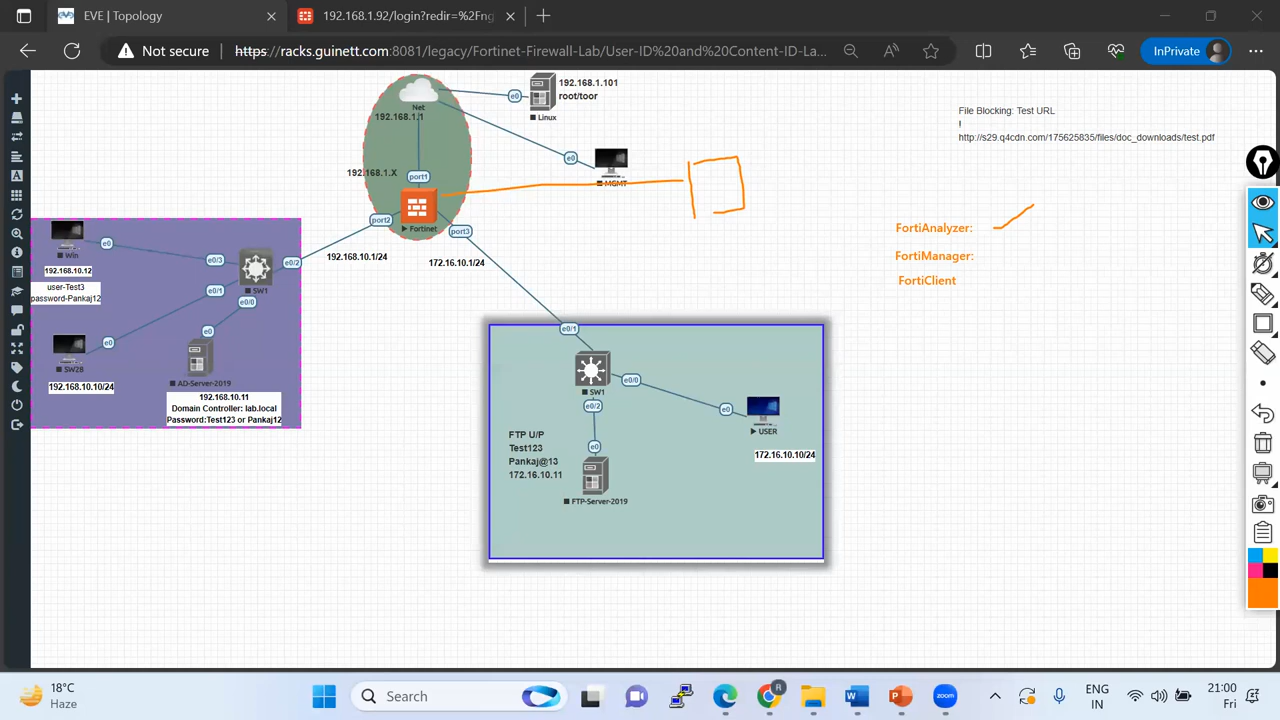 EVE | Topology
192.168.1.92/login?redir=%2Fng
Not secure
https://racks.guinett.com:8081/legacy/Fortinet-Firewall-Lab/User-ID%20and%20Content-ID-La...
InPrivate
192.168.1.101
root/toor
e0
Linux
Net
192.168.1.1
e0
MGMT
192.168.1.X
port1
Fortinet
port2
port3
192.168.10.1/24
172.16.10.1/24
File Blocking: Test URL
!
http://s29.q4cdn.com/175625835/files/doc_downloads/test.pdf
FortiAnalyzer:
FortiManager:
FortiClient
Win
e0
192.168.10.12
user-Test3
password-Pankaj12
e0/3
e0/2
SW1
e0/1
e0/0
e0
SW28
192.168.10.10/24
e0
AD-Server-2019
192.168.10.11
Domain Controller: lab.local
Password:Test123 or Pankaj12
e0/1
SW1
e0/0
e0/2
e0
USER
172.16.10.10/24
FTP U/P
Test123
Pankaj@13
172.16.10.11
e0
FTP-Server-2019
18°C
Haze
Search
R
zoom
ENG
IN
21:00
Fri